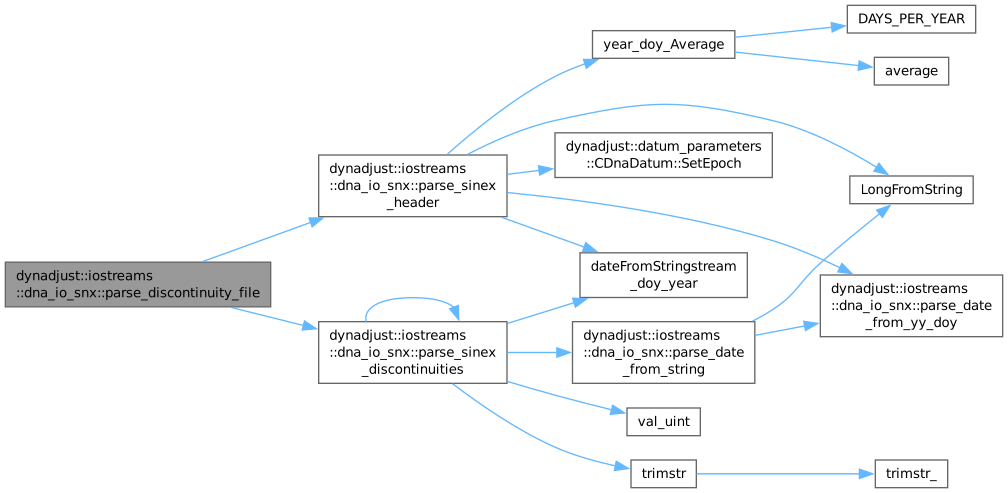 dynadjust::iostreams
::dna_io_snx::parse_discontinuity_file
dynadjust::iostreams
::dna_io_snx::parse_sinex
_header
dynadjust::iostreams
::dna_io_snx::parse_sinex
_discontinuities
year_doy_Average
dynadjust::datum_parameters
::CDnaDatum::SetEpoch
dateFromStringstream
_doy_year
dynadjust::iostreams
::dna_io_snx::parse_date
_from_string
val_uint
trimstr
DAYS_PER_YEAR
average
LongFromString
dynadjust::iostreams
::dna_io_snx::parse_date
_from_yy_doy
trimstr_